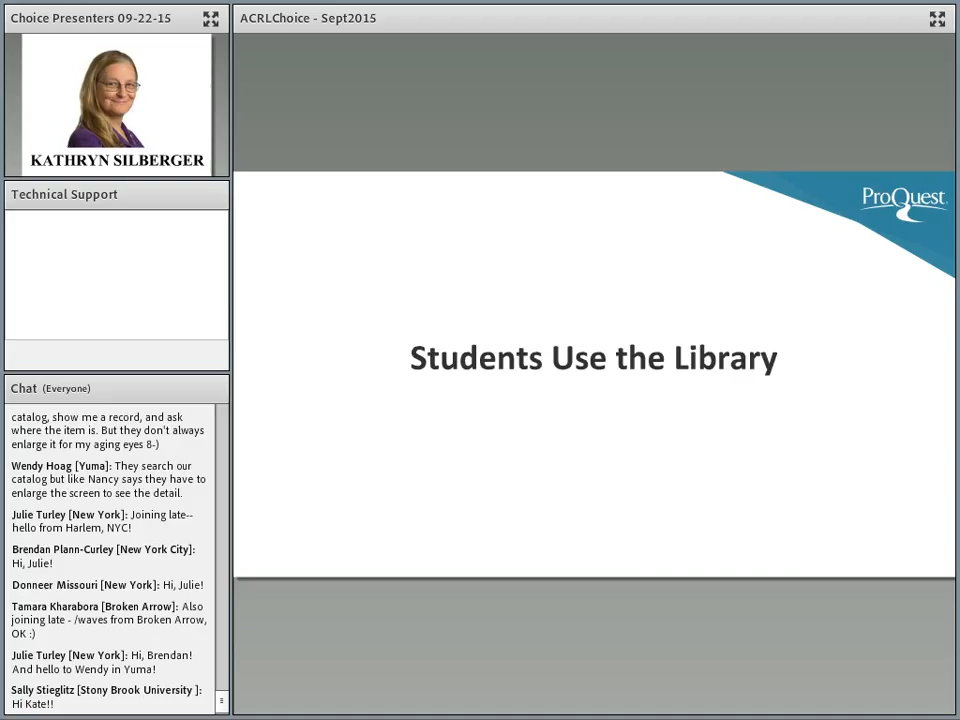 Choice Presenters 09-22-15
KATHRYN SILBERGER
Technical Support
Chat (Everyone)
catalog, show me a record, and ask
where the item is. But they don't always
enlarge it for my aging eyes 8-)
Wendy Hoag [Yuma]: They search our
catalog but like Nancy says they have to
enlarge the screen to see the detail.
Julie Turley [New York]: Joining late--
hello from Harlem, NYC!
Brendan Plann-Curley [New York City]:
Hi, Julie!
Donneer Missouri [New York]: Hi, Julie!
Tamara Kharabora [Broken Arrow]: Also
joining late - /waves from Broken Arrow,
OK :)
Julie Turley [New York]: Hi, Brendan!
And hello to Wendy in Yuma!
Sally Stieglitz [Stony Brook University ]:
Hi Kate!!
ACRLChoice - Sept2015
ProQuest
Students Use the Library